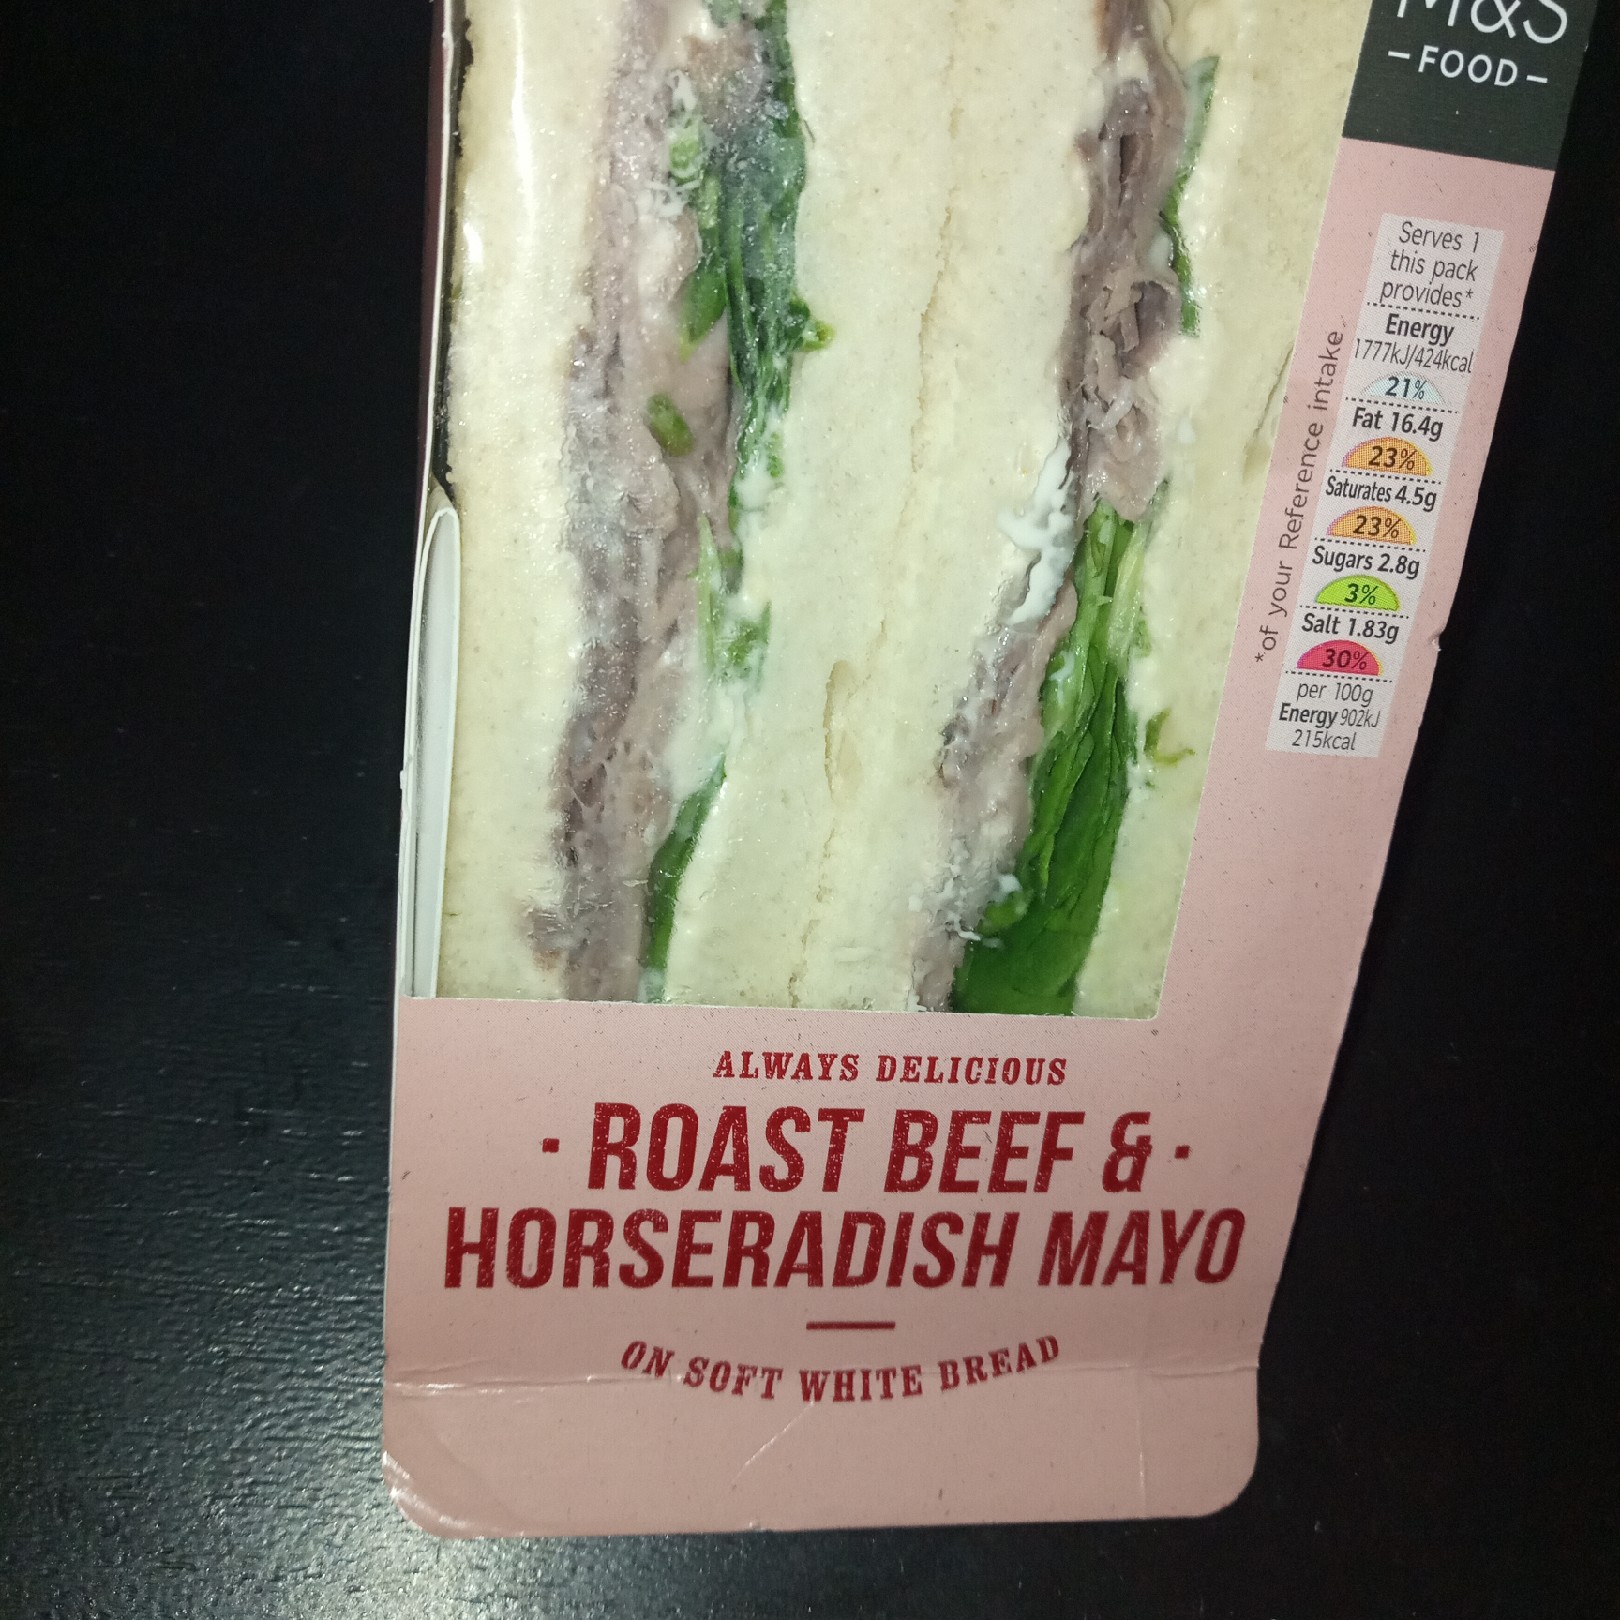 M&S
-FOOD-
Serves 1
this pack
provides*
Energy
1777kJ/424kcal
21%
Fat 16.4g
23%
Saturates 4.5g
23%
Sugars 2.8g
3%
Salt 1.83g
30%
per 100g
Energy 902kJ
215kcal
*of your Reference intake
ALWAYS DELICIOUS
· ROAST BEEF & ·
HORSERADISH MAYO
ON SOFT WHITE BREAD